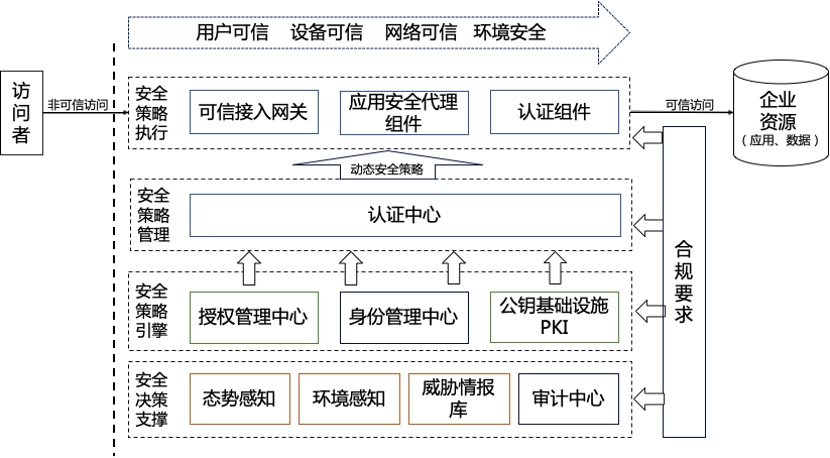 用户可信 设备可信 网络可信 环境安全
访
问
者
非可信访问
安全
策略
执行
可信接入网关
应用安全代理
组件
认证组件
可信访问
企业
资源
（应用、数据）
动态安全策略
安全
策略
管理
认证中心
合
规
要
求
安全
策略
引擎
授权管理中心
身份管理中心
公钥基础设施
PKI
安全
决策
支撑
态势感知
环境感知
威胁情报
库
审计中心